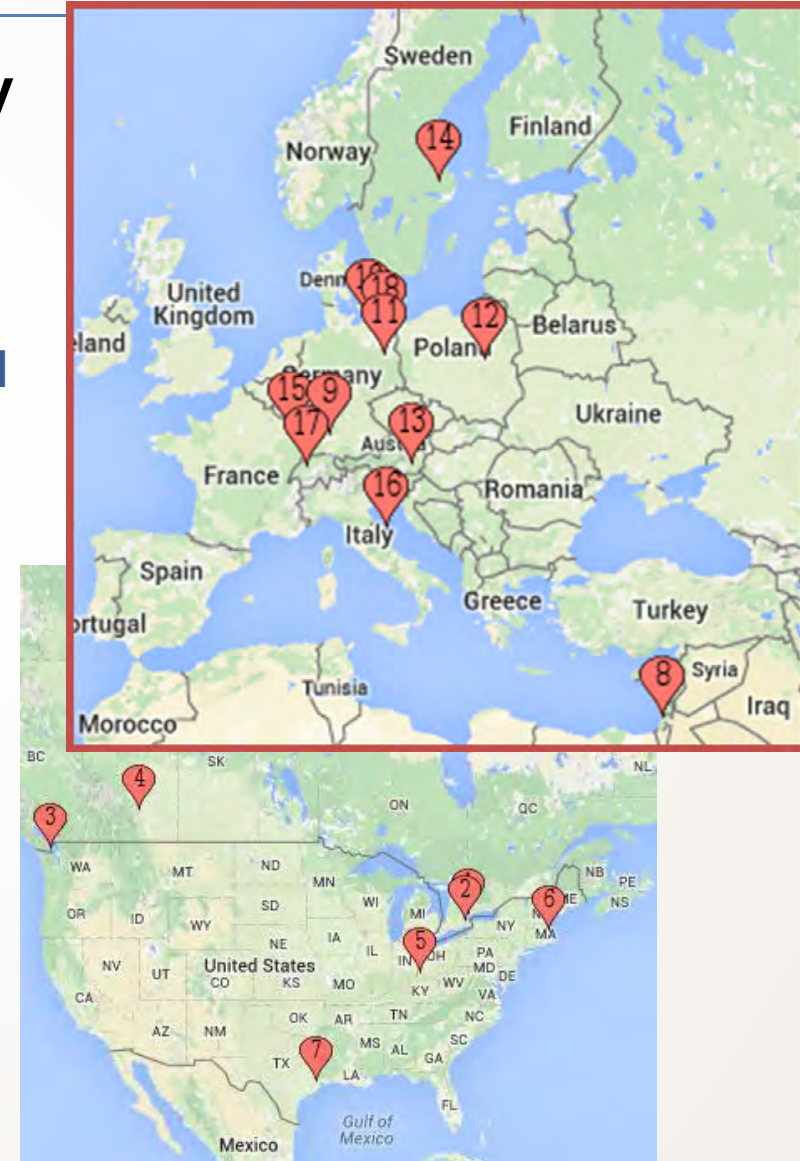 y
Sweden
14
Finland
Norway
Denn
18
United
Kingdom
11
12
eland
Poland
Belarus
Germany
15
9
13
17
Ukraine
Austria
France
16
Romania
Italy
Spain
Greece
Turkey
ortugal
8
Syria
Tunisia
Iraq
Morocco
BC
SK
NL
4
ON
QC
3
WA
MT
ND
MN
2
NB
PE
6
ME
NS
OR
ID
SD
WI
MI
WY
NY
MA
IA
5
OH
NE
IL
IN
PA
NV
UT
United States
MD
DE
CO
KS
MO
WV
KY
VA
CA
OK
AR
TN
NC
AZ
NM
MS
AL
SC
7
GA
TX
LA
FL
Gulf of
Mexico
Mexico